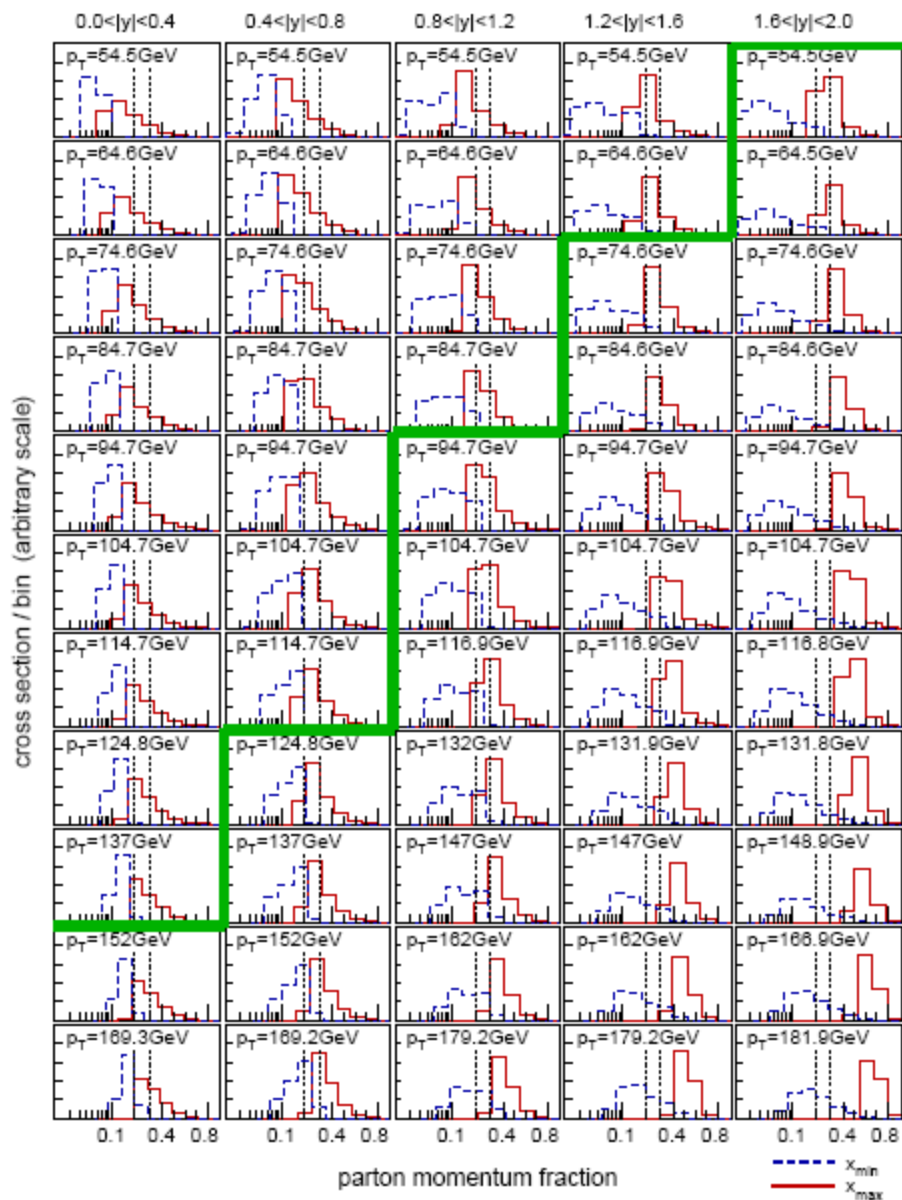 0.0<|y|<0.4 0.4<|y|<0.8 0.8<|y|<1.2 1.2<|y|<1.6 1.6<|y|<2.0
pT=54.5GeV pT=54.5GeV pT=54.5GeV pT=54.5GeV pT=54.5GeV
pT=64.6GeV pT=64.6GeV pT=64.6GeV pT=64.6GeV pT=64.5GeV
pT=74.6GeV pT=74.6GeV pT=74.6GeV pT=74.6GeV pT=74.6GeV
pT=84.7GeV pT=84.7GeV pT=84.7GeV pT=84.6GeV pT=84.6GeV
pT=94.7GeV pT=94.7GeV pT=94.7GeV pT=94.7GeV pT=94.7GeV
pT=104.7GeV pT=104.7GeV pT=104.7GeV pT=104.7GeV pT=104.7GeV
pT=114.7GeV pT=114.7GeV pT=116.9GeV pT=116.9GeV pT=116.8GeV
pT=124.8GeV pT=124.8GeV pT=132GeV pT=131.9GeV pT=131.8GeV
pT=137GeV pT=137GeV pT=147GeV pT=147GeV pT=148.9GeV
pT=152GeV pT=152GeV pT=162GeV pT=162GeV pT=166.9GeV
pT=169.3GeV pT=169.2GeV pT=179.2GeV pT=179.2GeV pT=181.9GeV
0.1 0.4 0.8 0.1 0.4 0.8 0.1 0.4 0.8 0.1 0.4 0.8 0.1 0.4 0.8
cross section / bin (arbitrary scale)
parton momentum fraction
xmin
xmax